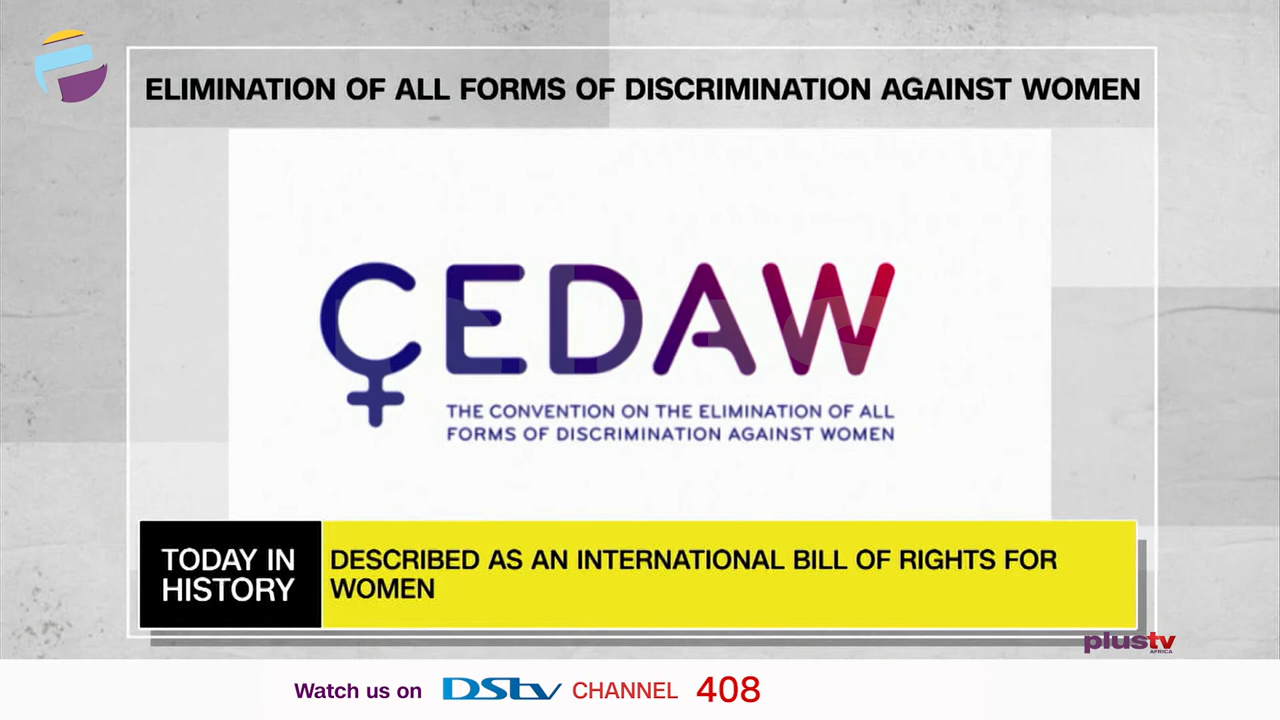 ELIMINATION OF ALL FORMS OF DISCRIMINATION AGAINST WOMEN
CEDAW
THE CONVENTION ON THE ELIMINATION OF ALL
FORMS OF DISCRIMINATION AGAINST WOMEN
TODAY IN
HISTORY
DESCRIBED AS AN INTERNATIONAL BILL OF RIGHTS FOR
WOMEN
plustv
AFRICA
Watch us on DStv CHANNEL 408